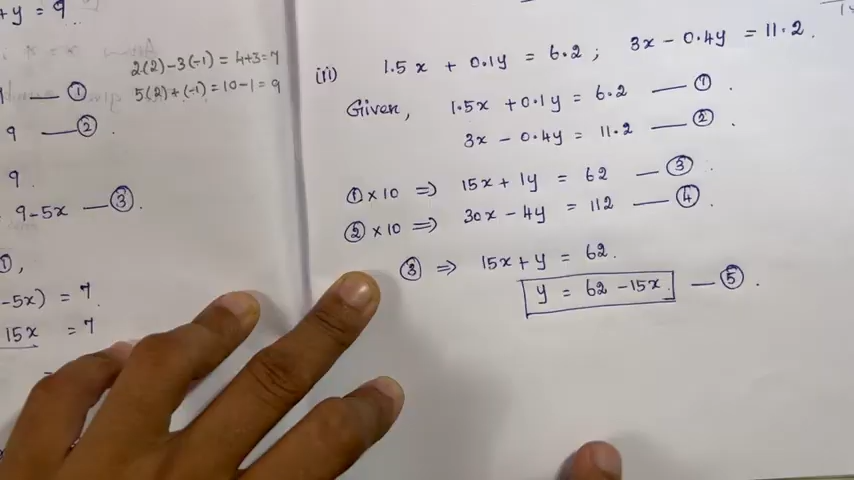 +y = 9
2(2)-3(-1) = 4+3=7
5(2)+(-1) = 10-1=9
— ①
9 — ②.
9.
9-5x — ③.
①,
-5x) = 7.
15x = 7
=
(ii) 1.5x + 0.1y = 6.2 ; 3x - 0.4y = 11.2.
Given, 1.5x + 0.1y = 6.2 — ①.
3x - 0.4y = 11.2 — ②.
①×10 ⇒ 15x + 1y = 62 — ③.
②×10 ⇒ 30x - 4y = 112 — ④.
③ ⇒ 15x + y = 62.
y = 62 - 15x. — ⑤.